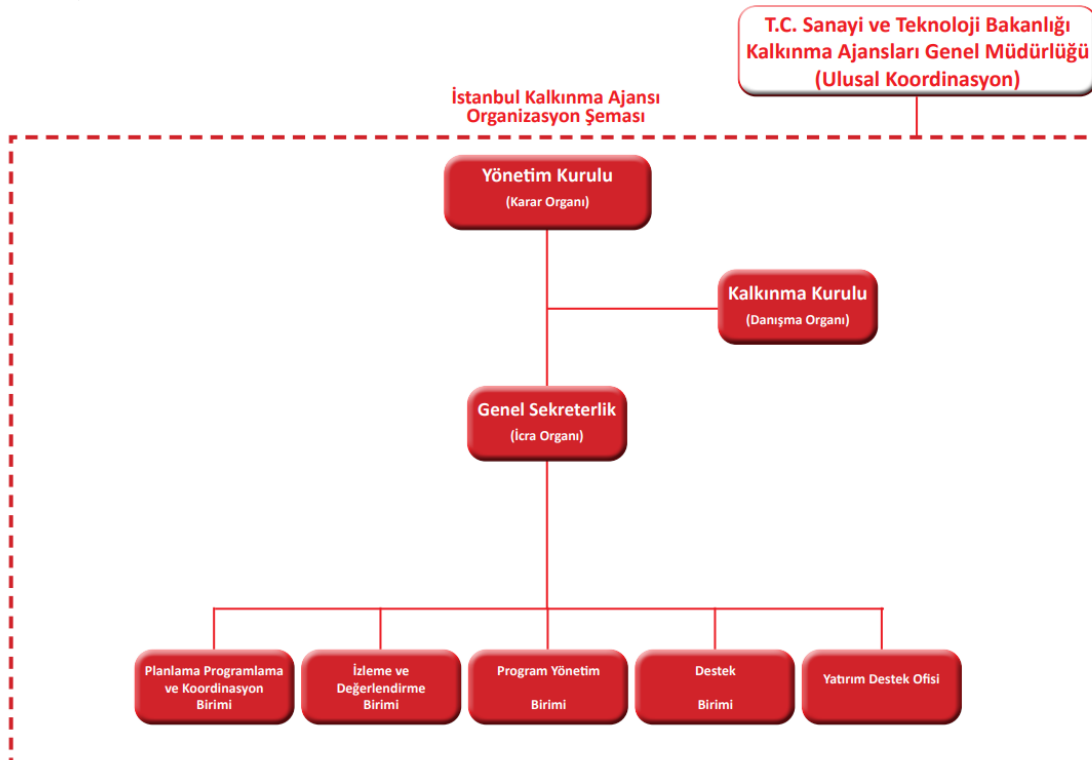 T.C. Sanayi ve Teknoloji Bakanlığı
Kalkınma Ajansları Genel Müdürlüğü
(Ulusal Koordinasyon)
İstanbul Kalkınma Ajansı
Organizasyon Şeması
Yönetim Kurulu
(Karar Organı)
Kalkınma Kurulu
(Danışma Organı)
Genel Sekreterlik
(İcra Organı)
Planlama Programlama
ve Koordinasyon
Birimi
İzleme ve
Değerlendirme
Birimi
Program Yönetim
Birimi
Destek
Birimi
Yatırım Destek Ofisi